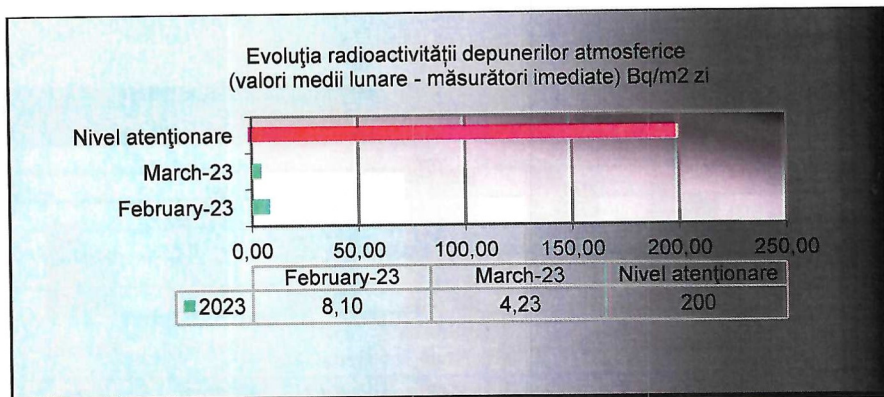 Evoluţia radioactivităţii depunerilor atmosferice
(valori medii lunare - măsurători imediate) Bq/m2 zi
Nivel atenţionare
March-23
February-23
0,00 50,00 100,00 150,00 200,00 250,00
February-23 March-23 Nivel atenţionare
2023 8,10 4,23 200